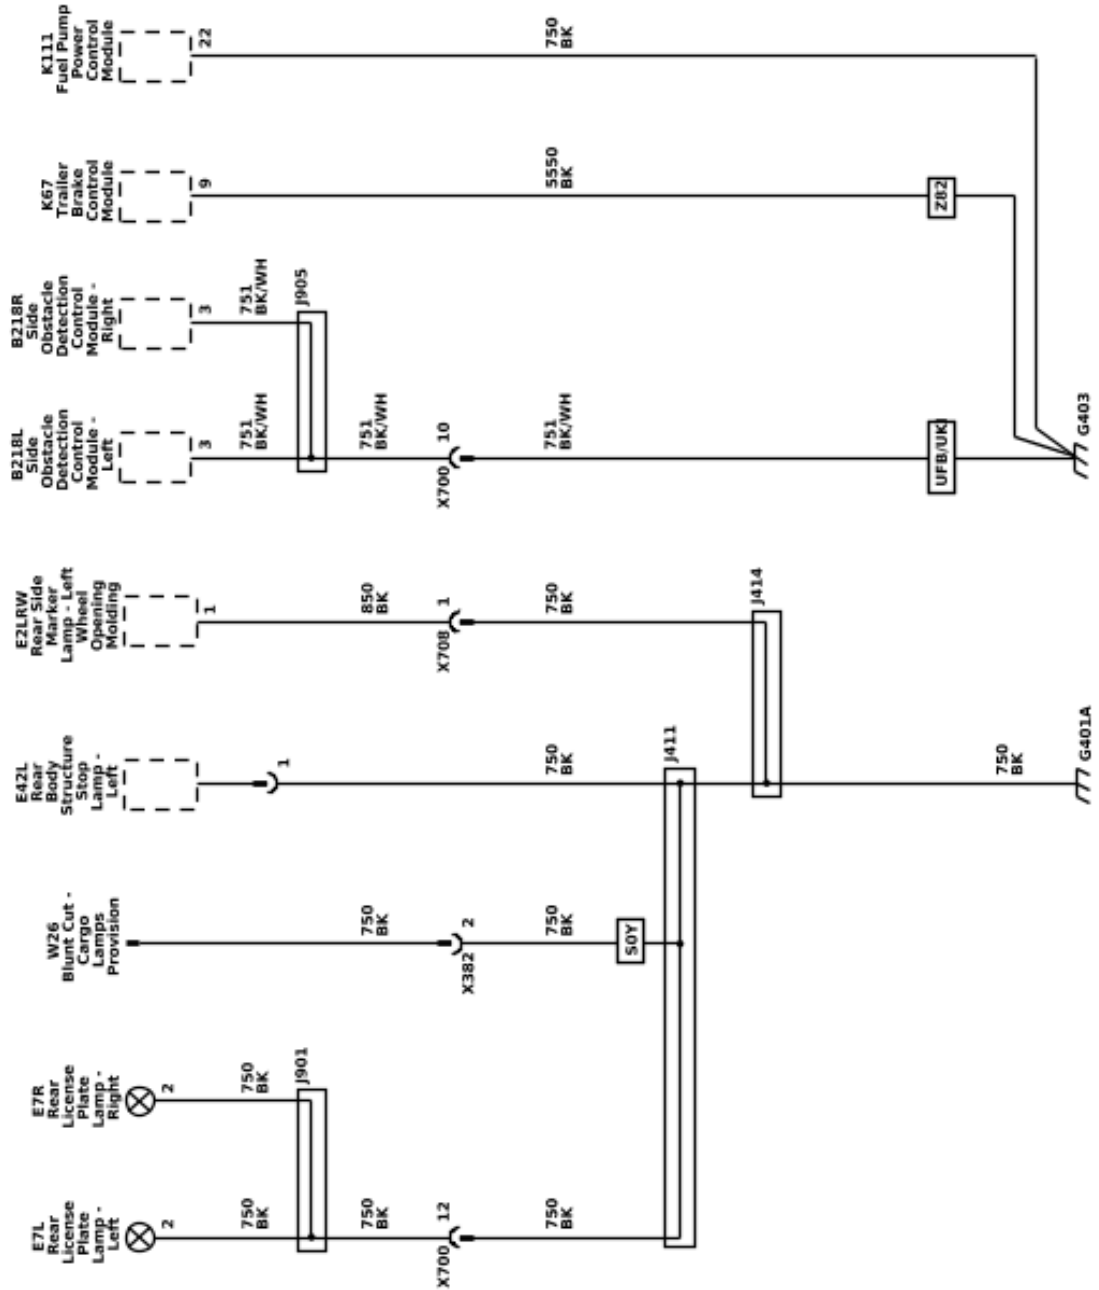 E7L
Rear
License
Plate
Lamp -
Left
2
750
BK
750
BK
X700
12
750
BK
E7R
Rear
License
Plate
Lamp -
Right
2
750
BK
J901
W26
Blunt Cut -
Cargo
Lamps
Provision
750
BK
X382
2
750
BK
S0Y
E42L
Rear
Body
Structure
Stop
Lamp -
Left
1
750
BK
J411
750
BK
G401A
E2LRW
Rear Side
Marker
Lamp - Left
Wheel
Opening
Molding
1
850
BK
X708
1
750
BK
J414
B218L
Side
Obstacle
Detection
Control
Module -
Left
3
751
BK/WH
751
BK/WH
X700
10
751
BK/WH
UFB/UKI
G403
B218R
Side
Obstacle
Detection
Control
Module -
Right
3
751
BK/WH
J905
K67
Trailer
Brake
Control
Module
9
5550
BK
Z82
K111
Fuel Pump
Power
Control
Module
22
750
BK